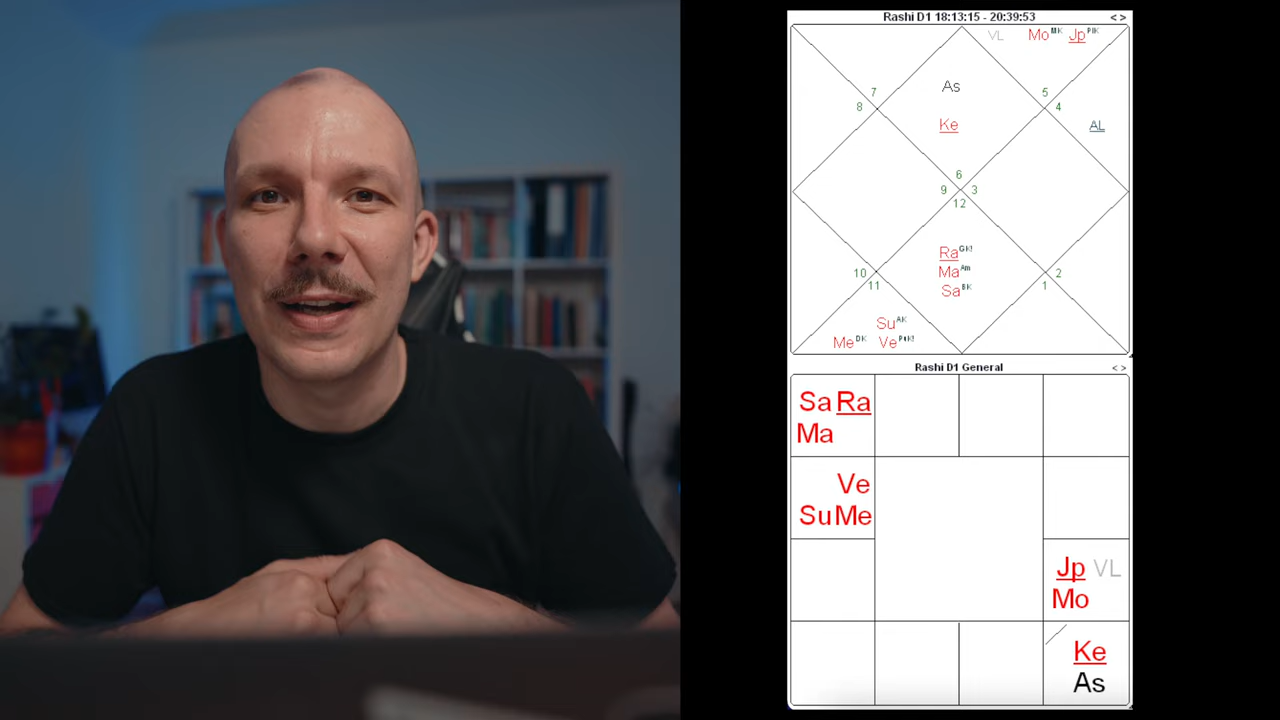 Rashi D1 18:13:15 - 20:39:53 < >
VL Mo MK Jp PiK
As
7 5
8 4
Ke AL
6
9 3
12
Ra GK!
Ma Am
Sa BK
10 2
11 1
Su AK
Me DK Ve PuK!
Rashi D1 General < >
Sa Ra
Ma
Ve
Su Me
Jp VL
Mo
Ke
As